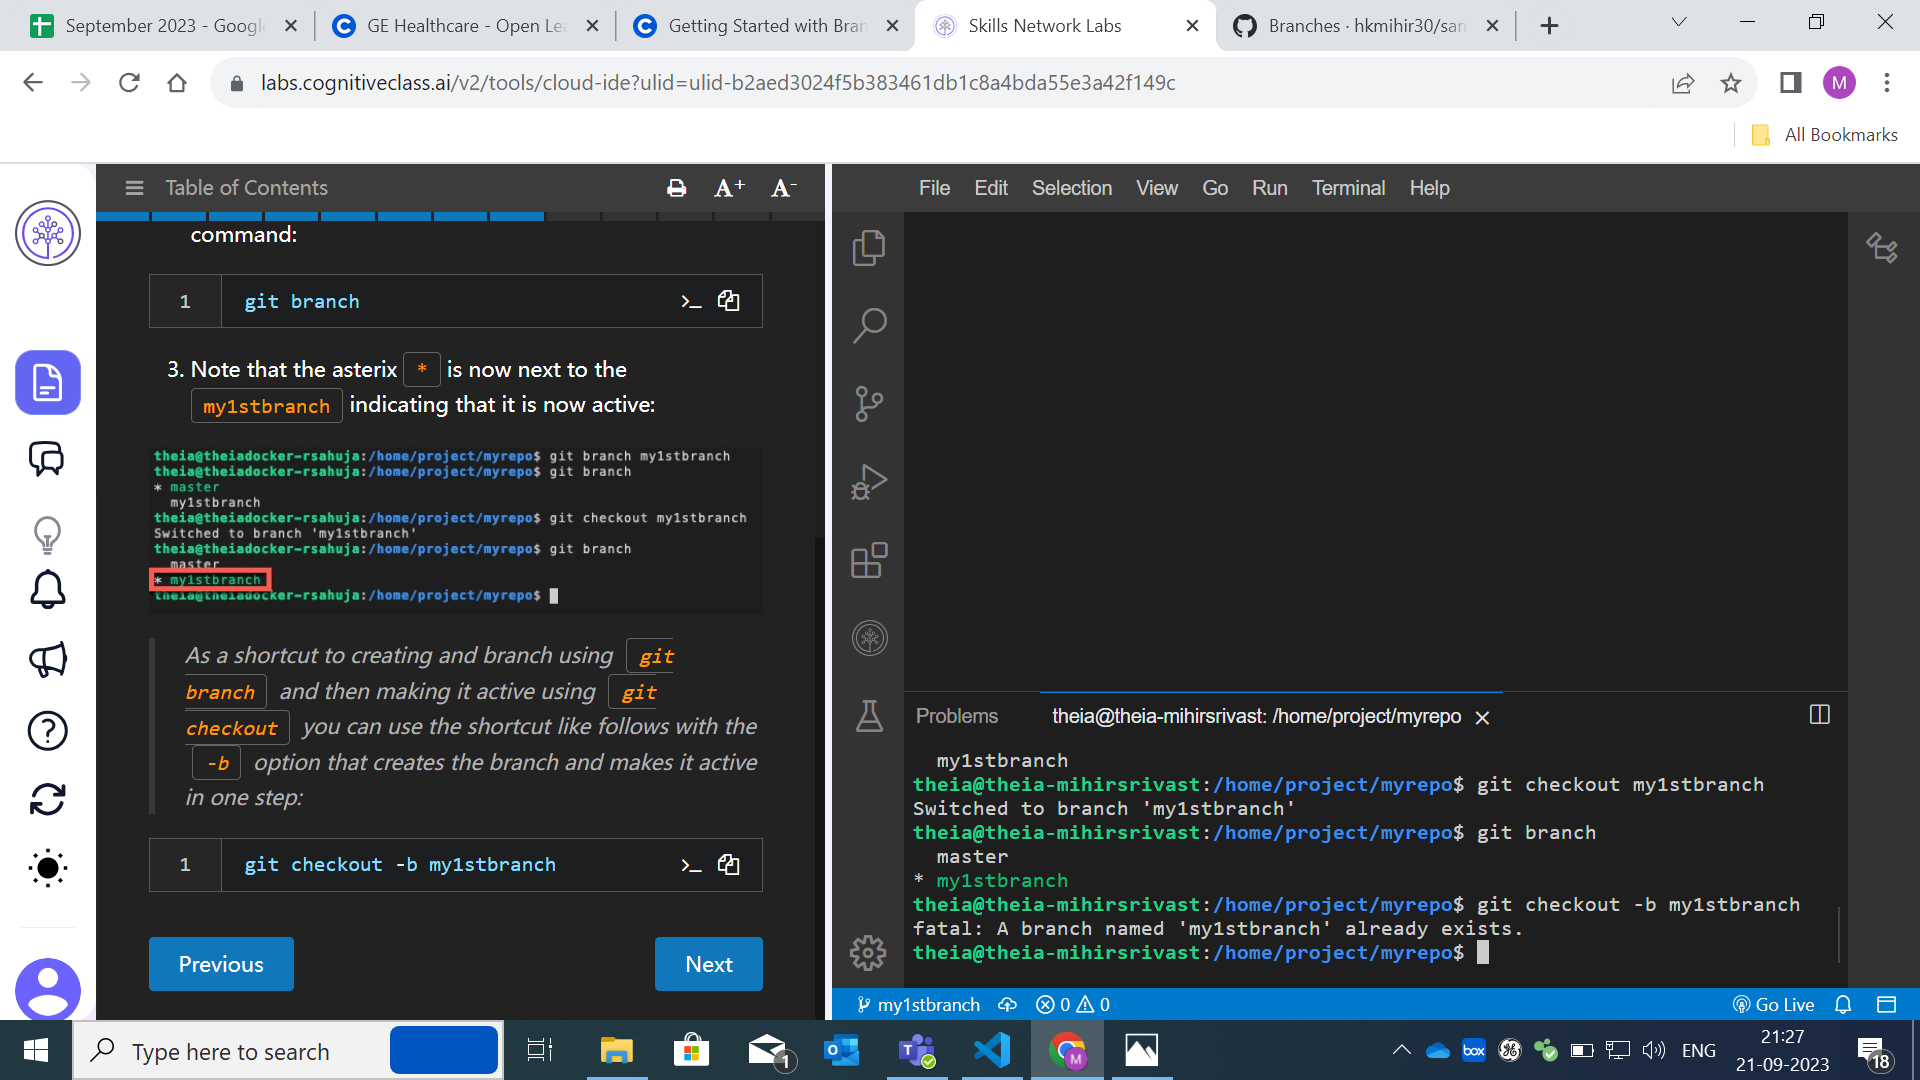 September 2023 - Google
GE Healthcare - Open Lea
Getting Started with Bran
Skills Network Labs
Branches · hkmihir30/sam
labs.cognitiveclass.ai/v2/tools/cloud-ide?ulid=ulid-b2aed3024f5b383461db1c8a4bda55e3a42f149c
M
All Bookmarks
Table of Contents
A+ A-
File Edit Selection View Go Run Terminal Help
command:
1 git branch
3. Note that the asterix * is now next to the
my1stbranch indicating that it is now active:
theia@theiadocker-rsahuja:/home/project/myrepo$ git branch my1stbranch
theia@theiadocker-rsahuja:/home/project/myrepo$ git branch
* master
my1stbranch
theia@theiadocker-rsahuja:/home/project/myrepo$ git checkout my1stbranch
Switched to branch 'my1stbranch'
theia@theiadocker-rsahuja:/home/project/myrepo$ git branch
master
* my1stbranch
theia@theiadocker-rsahuja:/home/project/myrepo$
As a shortcut to creating and branch using git
branch and then making it active using git
checkout you can use the shortcut like follows with the
-b option that creates the branch and makes it active
in one step:
1 git checkout -b my1stbranch
Previous
Next
Problems theia@theia-mihirsrivast: /home/project/myrepo
my1stbranch
theia@theia-mihirsrivast:/home/project/myrepo$ git checkout my1stbranch
Switched to branch 'my1stbranch'
theia@theia-mihirsrivast:/home/project/myrepo$ git branch
master
* my1stbranch
theia@theia-mihirsrivast:/home/project/myrepo$ git checkout -b my1stbranch
fatal: A branch named 'my1stbranch' already exists.
theia@theia-mihirsrivast:/home/project/myrepo$
my1stbranch 0 0
Go Live
Type here to search
1
M
box
ENG
21:27
21-09-2023
18